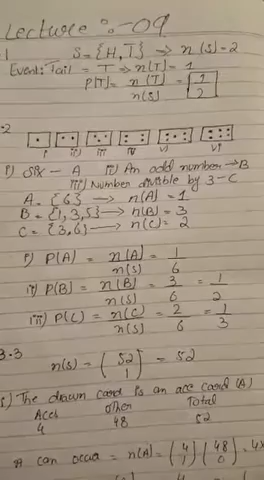 Lecture :-09
.1
S = {H,T} → n(S)=2
Event: Tail = T → n(T)= 1
P(T) = n(T) / n(S) = 1/2
.2
i) ii) iii) iv) v) vi)
i) SIX - A ii) An odd number → B
iii) Number divisible by 3 - C
A = {6} → n(A) = 1
B = {1,3,5} → n(B) = 3
C = {3,6} → n(C) = 2
i) P(A) = n(A) / n(S) = 1/6
ii) P(B) = n(B) / n(S) = 3/6 = 1/2
iii) P(C) = n(C) / n(S) = 2/6 = 1/3
3.3
n(S) = (52 1) = 52
i) The drawn card is an ace card (A)
Aces other Total
4 48 52
A can occur = n(A) = (4 1) (48 0) = 4x